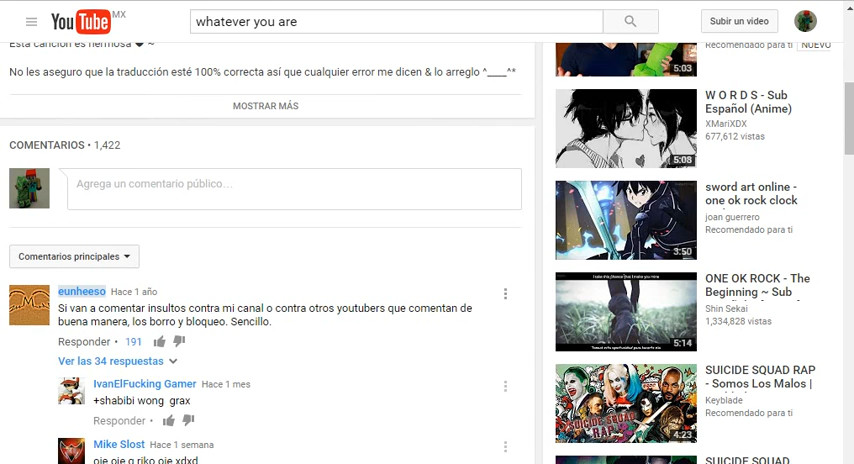 YouTube MX
whatever you are
Subir un video
Esta canción es hermosa ♥ ~
No les aseguro que la traducción esté 100% correcta así que cualquier error me dicen & lo arreglo ^____^*
MOSTRAR MÁS
COMENTARIOS • 1,422
Agrega un comentario público...
Comentarios principales
eunheeso Hace 1 año
Si van a comentar insultos contra mi canal o contra otros youtubers que comentan de
buena manera, los borro y bloqueo. Sencillo.
Responder • 191
Ver las 34 respuestas
IvanElFucking Gamer Hace 1 mes
+shabibi wong grax
Responder •
Mike Slost Hace 1 semana
oie oie q riko oie xdxd
Recomendado para ti NUEVO
5:03
W O R D S - Sub
Español (Anime)
XMariXDX
677,612 vistas
5:08
sword art online -
one ok rock clock
joan guerrero
Recomendado para ti
3:50
ONE OK ROCK - The
Beginning ~ Sub
Shin Sekai
1,334,828 vistas
5:14
SUICIDE SQUAD RAP
- Somos Los Malos |
Keyblade
Recomendado para ti
SUICIDE SQUAD RAP
4:23
SUICIDE SQUAD